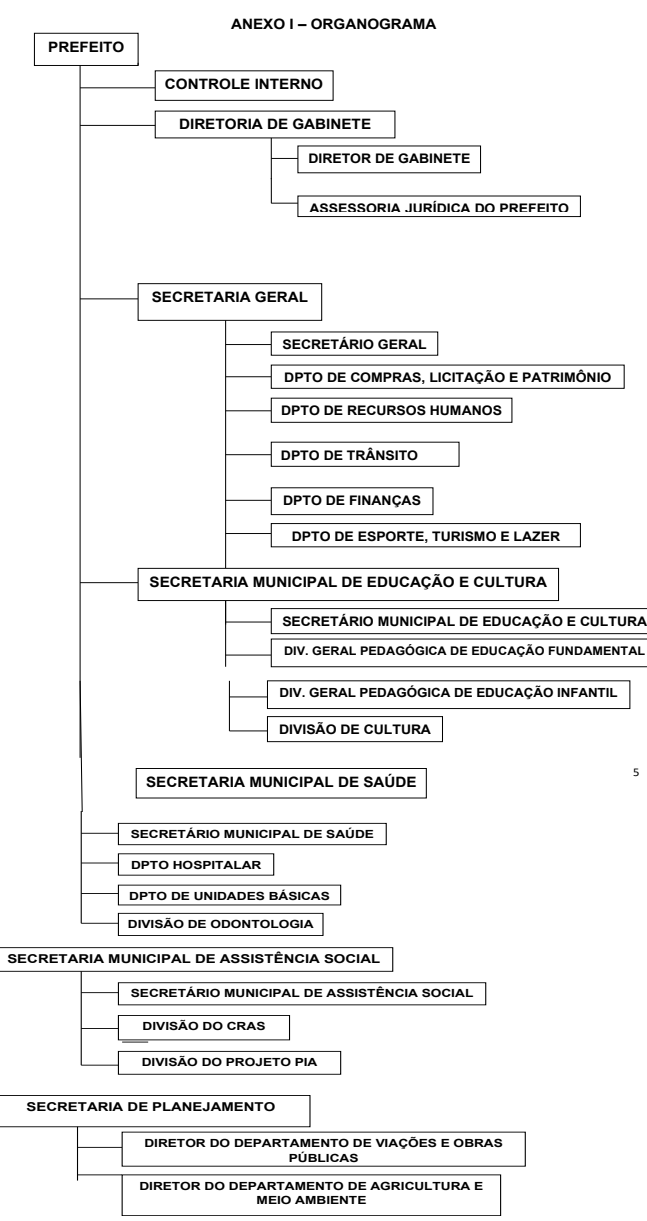 ANEXO I – ORGANOGRAMA
PREFEITO
CONTROLE INTERNO
DIRETORIA DE GABINETE
DIRETOR DE GABINETE
ASSESSORIA JURÍDICA DO PREFEITO
SECRETARIA GERAL
SECRETÁRIO GERAL
DPTO DE COMPRAS, LICITAÇÃO E PATRIMÔNIO
DPTO DE RECURSOS HUMANOS
DPTO DE TRÂNSITO
DPTO DE FINANÇAS
DPTO DE ESPORTE, TURISMO E LAZER
SECRETARIA MUNICIPAL DE EDUCAÇÃO E CULTURA
SECRETÁRIO MUNICIPAL DE EDUCAÇÃO E CULTURA
DIV. GERAL PEDAGÓGICA DE EDUCAÇÃO FUNDAMENTAL
DIV. GERAL PEDAGÓGICA DE EDUCAÇÃO INFANTIL
DIVISÃO DE CULTURA
5
SECRETARIA MUNICIPAL DE SAÚDE
SECRETÁRIO MUNICIPAL DE SAÚDE
DPTO HOSPITALAR
DPTO DE UNIDADES BÁSICAS
DIVISÃO DE ODONTOLOGIA
SECRETARIA MUNICIPAL DE ASSISTÊNCIA SOCIAL
SECRETÁRIO MUNICIPAL DE ASSISTÊNCIA SOCIAL
DIVISÃO DO CRAS
DIVISÃO DO PROJETO PIA
SECRETARIA DE PLANEJAMENTO
DIRETOR DO DEPARTAMENTO DE VIAÇÕES E OBRAS
PÚBLICAS
DIRETOR DO DEPARTAMENTO DE AGRICULTURA E
MEIO AMBIENTE